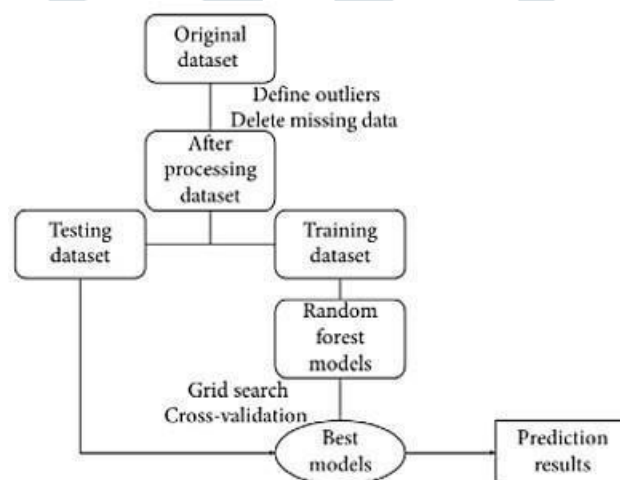 Original
dataset
Define outliers
Delete missing data
After
processing
dataset
Testing
dataset
Training
dataset
Random
forest
models
Grid search
Cross-validation
Best
models
Prediction
results